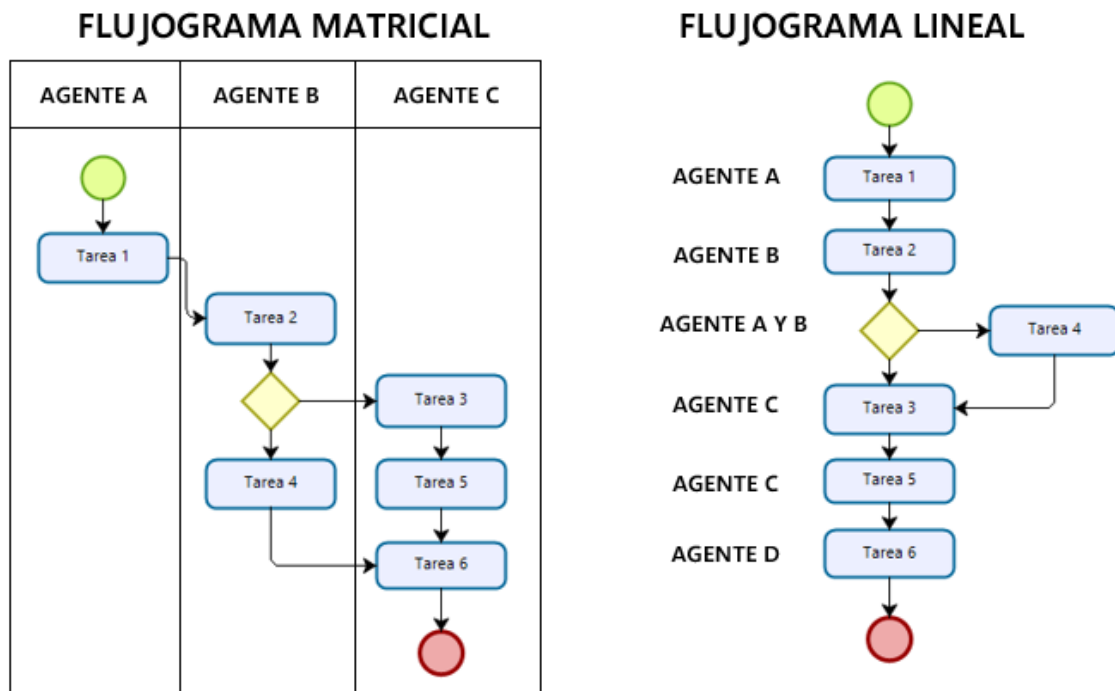 FLUJOGRAMA MATRICIAL
AGENTE A
AGENTE B
AGENTE C
Tarea 1
Tarea 2
Tarea 3
Tarea 4
Tarea 5
Tarea 6
FLUJOGRAMA LINEAL
AGENTE A
Tarea 1
AGENTE B
Tarea 2
AGENTE A Y B
Tarea 4
AGENTE C
Tarea 3
AGENTE C
Tarea 5
AGENTE D
Tarea 6